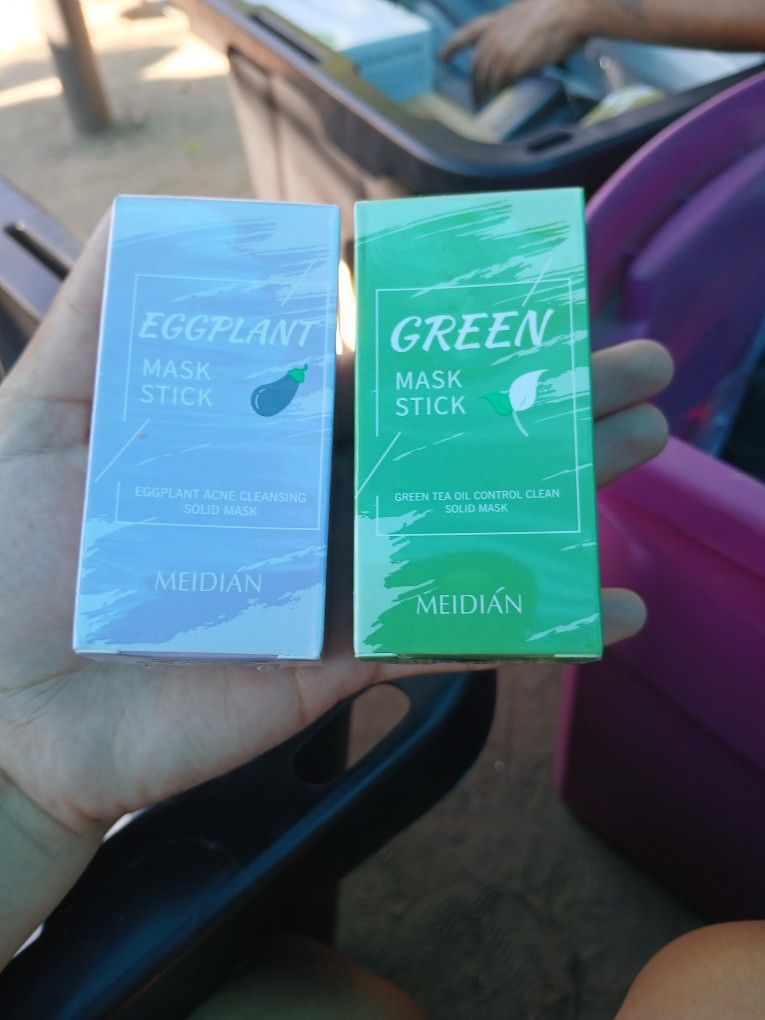 EGGPLANT
MASK
STICK
EGGPLANT ACNE CLEANSING
SOLID MASK
MEIDIAN
GREEN
MASK
STICK
GREEN TEA OIL CONTROL CLEAN
SOLID MASK
MEIDIÁN